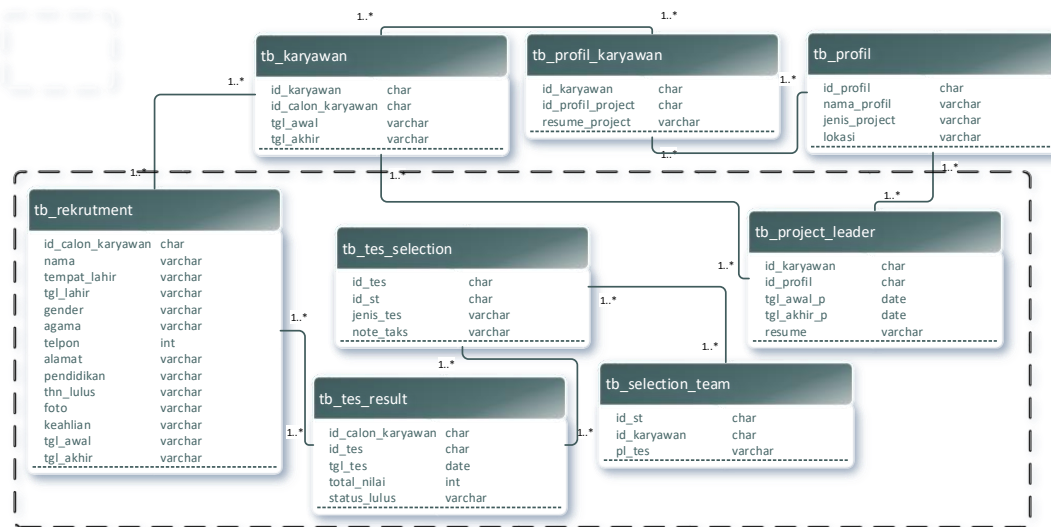 1..*
1..*
tb_karyawan
id_karyawan char
id_calon_karyawan char
tgl_awal varchar
tgl_akhir varchar
tb_profil_karyawan
id_karyawan char
id_profil_project char
resume_project varchar
tb_profil
id_profil char
nama_profil varchar
jenis_project varchar
lokasi varchar
1..*
1..*
1..*
1..*
1..*
1..*
1..*
tb_rekrutment
id_calon_karyawan char
nama varchar
tempat_lahir varchar
tgl_lahir varchar
gender varchar
agama varchar
telpon int
alamat varchar
pendidikan varchar
thn_lulus varchar
foto varchar
keahlian varchar
tgl_awal varchar
tgl_akhir varchar
tb_tes_selection
id_tes char
id_st char
jenis_tes varchar
note_taks varchar
tb_project_leader
id_karyawan char
id_profil char
tgl_awal_p date
tgl_akhir_p date
resume varchar
1..*
1..*
1..*
1..*
1..*
tb_tes_result
id_calon_karyawan char
id_tes char
tgl_tes date
total_nilai int
status_lulus varchar
tb_selection_team
id_st char
id_karyawan char
pl_tes varchar
1..*
1..*